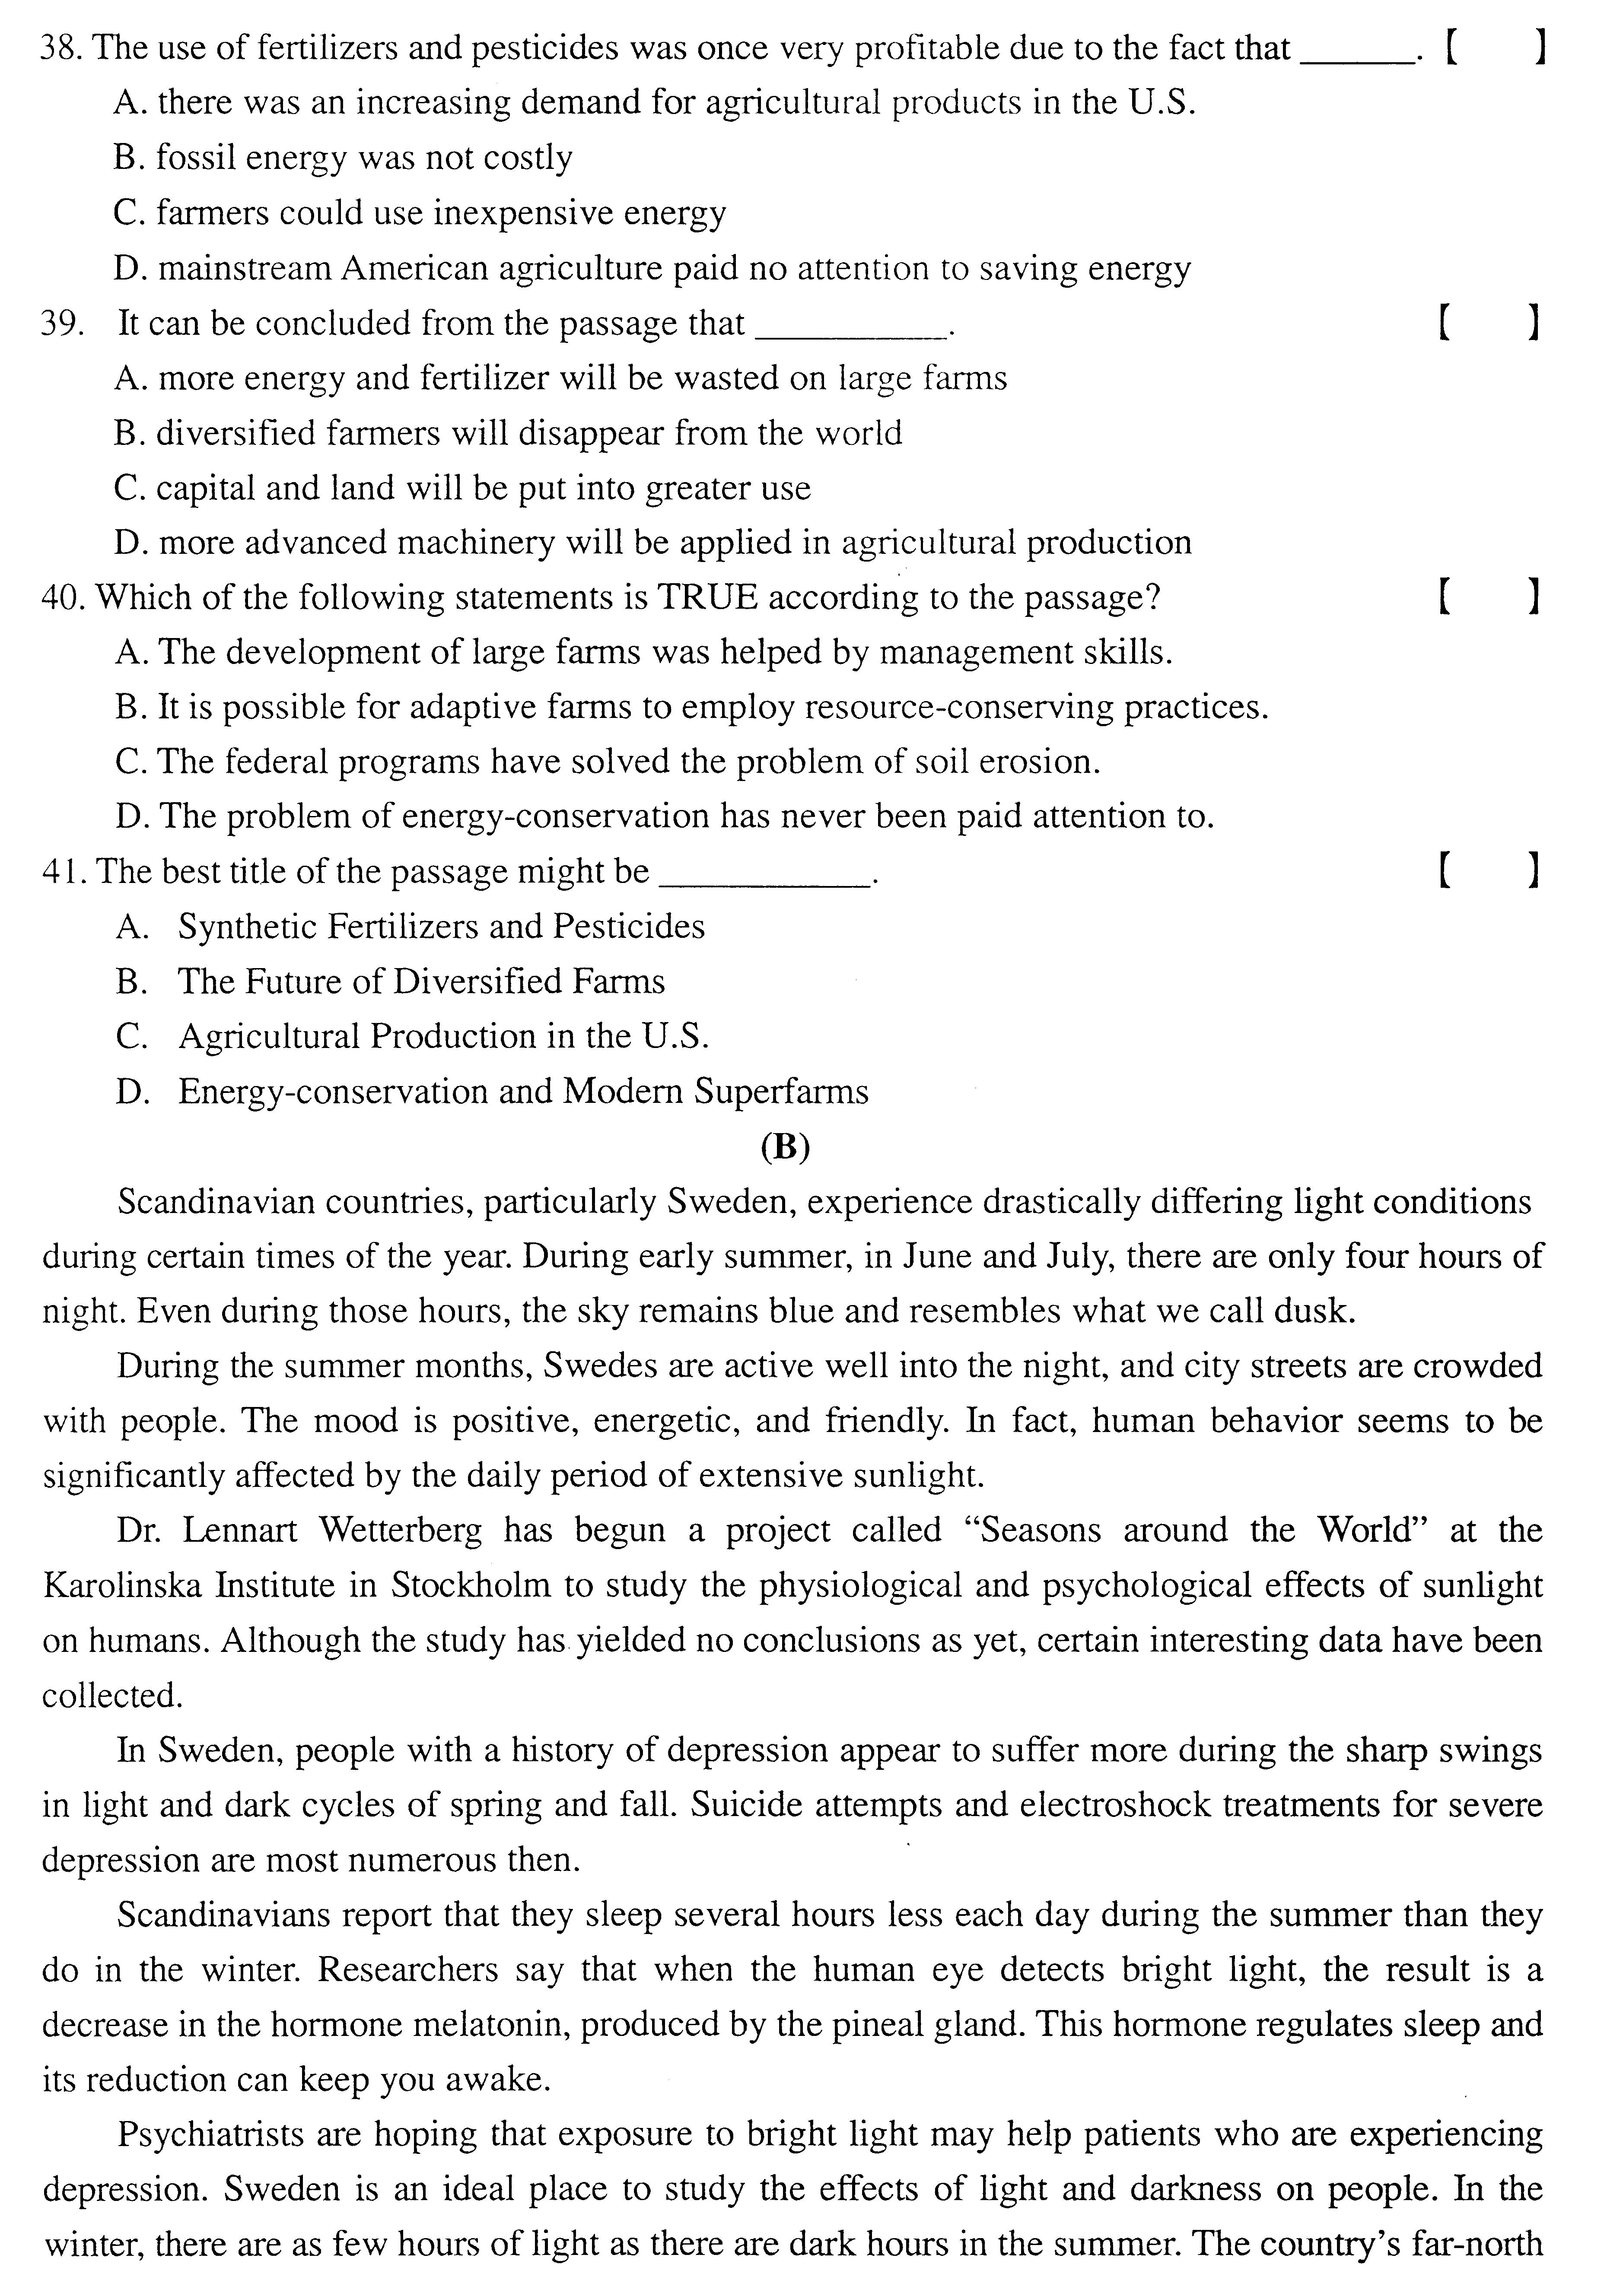 38. The use of fertilizers and pesticides was once very profitable due to the fact that ______. 【 】
A. there was an increasing demand for agricultural products in the U.S.
B. fossil energy was not costly
C. farmers could use inexpensive energy
D. mainstream American agriculture paid no attention to saving energy
39. It can be concluded from the passage that __________. 【 】
A. more energy and fertilizer will be wasted on large farms
B. diversified farmers will disappear from the world
C. capital and land will be put into greater use
D. more advanced machinery will be applied in agricultural production
40. Which of the following statements is TRUE according to the passage? 【 】
A. The development of large farms was helped by management skills.
B. It is possible for adaptive farms to employ resource-conserving practices.
C. The federal programs have solved the problem of soil erosion.
D. The problem of energy-conservation has never been paid attention to.
41. The best title of the passage might be ___________. 【 】
A. Synthetic Fertilizers and Pesticides
B. The Future of Diversified Farms
C. Agricultural Production in the U.S.
D. Energy-conservation and Modern Superfarms
(B)
Scandinavian countries, particularly Sweden, experience drastically differing light conditions
during certain times of the year. During early summer, in June and July, there are only four hours of
night. Even during those hours, the sky remains blue and resembles what we call dusk.
During the summer months, Swedes are active well into the night, and city streets are crowded
with people. The mood is positive, energetic, and friendly. In fact, human behavior seems to be
significantly affected by the daily period of extensive sunlight.
Dr. Lennart Wetterberg has begun a project called “Seasons around the World” at the
Karolinska Institute in Stockholm to study the physiological and psychological effects of sunlight
on humans. Although the study has yielded no conclusions as yet, certain interesting data have been
collected.
In Sweden, people with a history of depression appear to suffer more during the sharp swings
in light and dark cycles of spring and fall. Suicide attempts and electroshock treatments for severe
depression are most numerous then.
Scandinavians report that they sleep several hours less each day during the summer than they
do in the winter. Researchers say that when the human eye detects bright light, the result is a
decrease in the hormone melatonin, produced by the pineal gland. This hormone regulates sleep and
its reduction can keep you awake.
Psychiatrists are hoping that exposure to bright light may help patients who are experiencing
depression. Sweden is an ideal place to study the effects of light and darkness on people. In the
winter, there are as few hours of light as there are dark hours in the summer. The country’s far-north